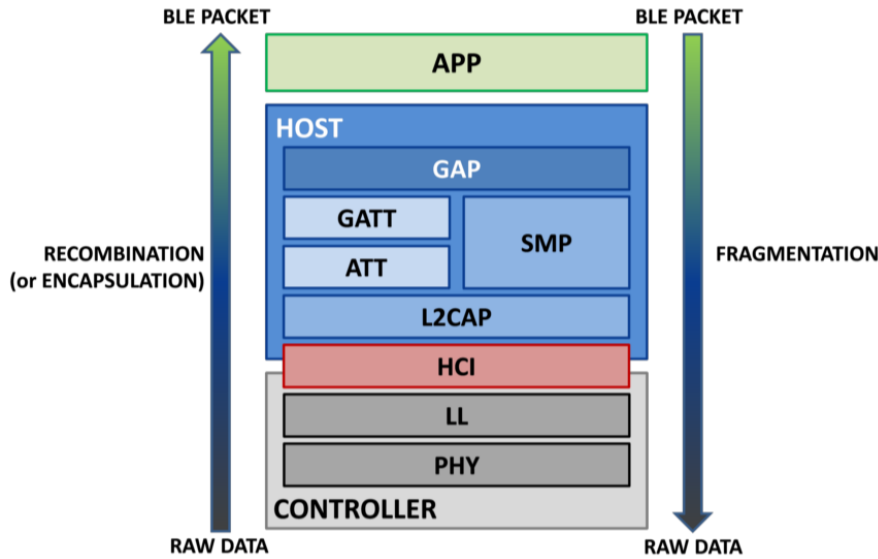 BLE PACKET
BLE PACKET
APP
HOST
GAP
GATT
SMP
ATT
RECOMBINATION
(or ENCAPSULATION)
FRAGMENTATION
L2CAP
HCI
LL
PHY
CONTROLLER
RAW DATA
RAW DATA